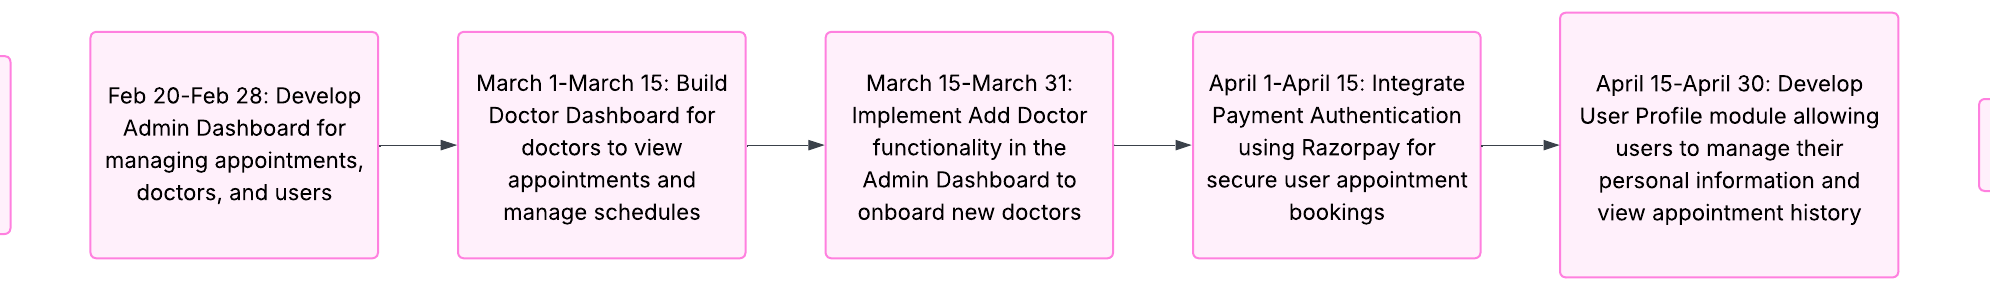 Feb 20-Feb 28: Develop
Admin Dashboard for
managing appointments,
doctors, and users
March 1-March 15: Build
Doctor Dashboard for
doctors to view
appointments and
manage schedules
March 15-March 31:
Implement Add Doctor
functionality in the
Admin Dashboard to
onboard new doctors
April 1-April 15: Integrate
Payment Authentication
using Razorpay for
secure user appointment
bookings
April 15-April 30: Develop
User Profile module allowing
users to manage their
personal information and
view appointment history